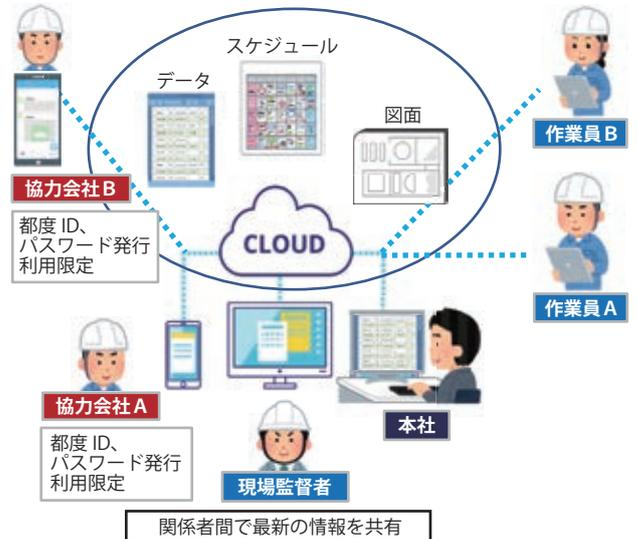 スケジュール
データ
図面
作業員B
協力会社B
都度 ID、
パスワード発行
利用限定
CLOUD
作業員A
協力会社A
本社
都度 ID、
パスワード発行
利用限定
現場監督者
関係者間で最新の情報を共有